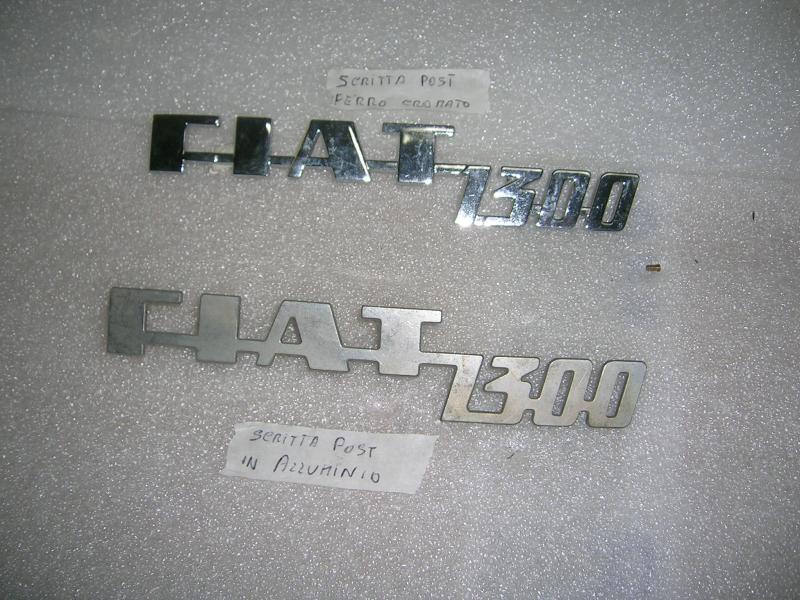 SCRITTA POST
FERRO CROMATO
FIAT
1300
FIAT
1300
SCRITTA POST
IN ALLUMINIO